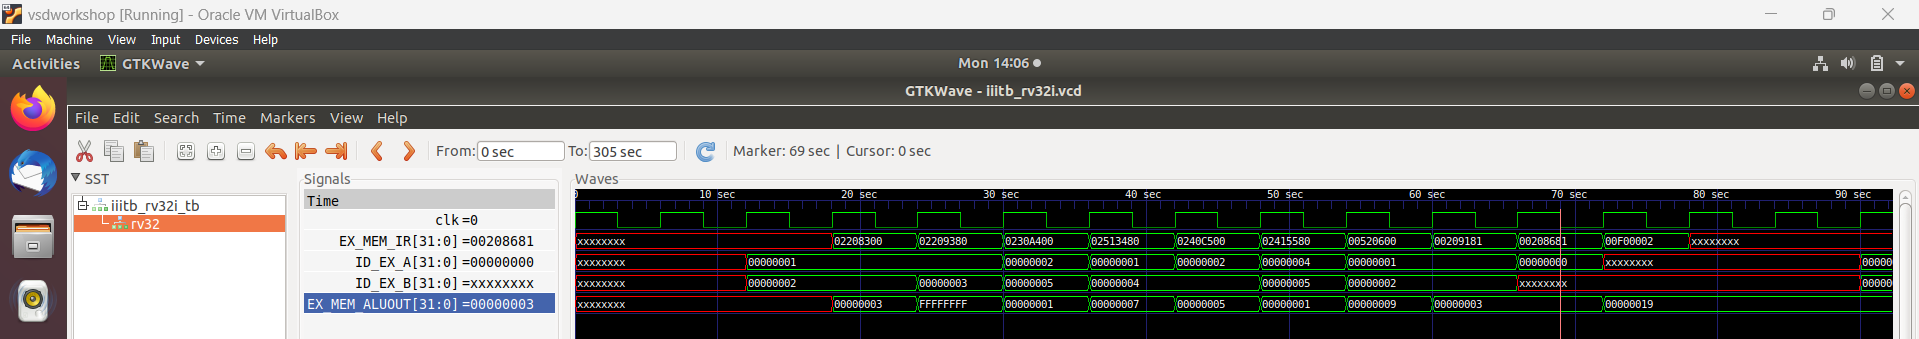 vsdworkshop [Running] - Oracle VM VirtualBox
File Machine View Input Devices Help
Activities GTKWave Mon 14:06
GTKWave - iiitb_rv32i.vcd
File Edit Search Time Markers View Help
From: 0 sec To: 305 sec Marker: 69 sec | Cursor: 0 sec
SST Signals Waves
iiitb_rv32i_tb
rv32
Time 0 10 sec 20 sec 30 sec 40 sec 50 sec 60 sec 70 sec 80 sec 90 sec
clk =0
EX_MEM_IR[31:0] =00208681 xxxxxxxx 02208300 02209380 0230A400 02513480 0240C500 02415580 00520600 00209181 00208681 00F00002 xxxxxxxx
ID_EX_A[31:0] =00000000 xxxxxxxx 00000001 00000002 00000001 00000002 00000004 00000001 00000000 xxxxxxxx 00000
ID_EX_B[31:0] =xxxxxxxx xxxxxxxx 00000002 00000003 00000005 00000004 00000005 00000002 xxxxxxxx 00000
EX_MEM_ALUOUT[31:0] =00000003 xxxxxxxx 00000003 FFFFFFFF 00000001 00000007 00000005 00000001 00000009 00000003 00000019